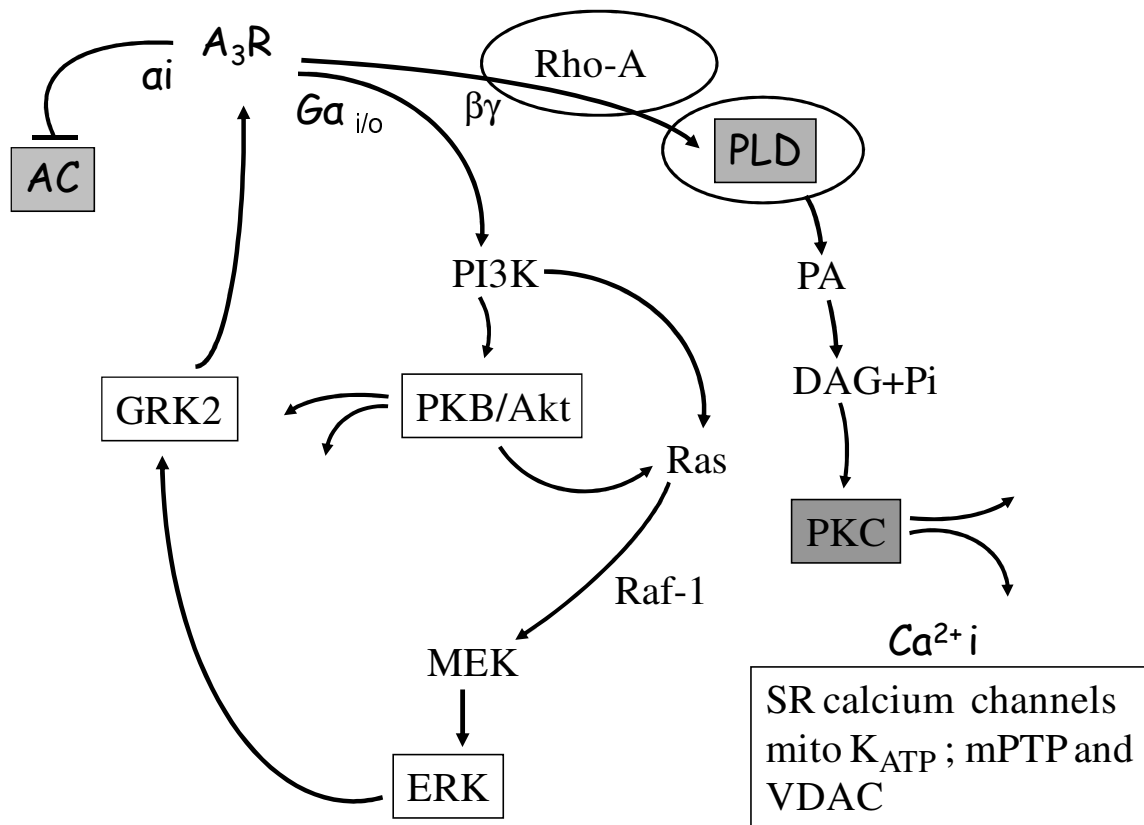 A₃R
Rho-A
αi
Gα i/o
βγ
PLD
AC
PI3K
PA
DAG+Pi
GRK2
PKB/Akt
Ras
PKC
Raf-1
Ca²⁺ i
MEK
SR calcium channels
mito K_ATP ; mPTP and
VDAC
ERK